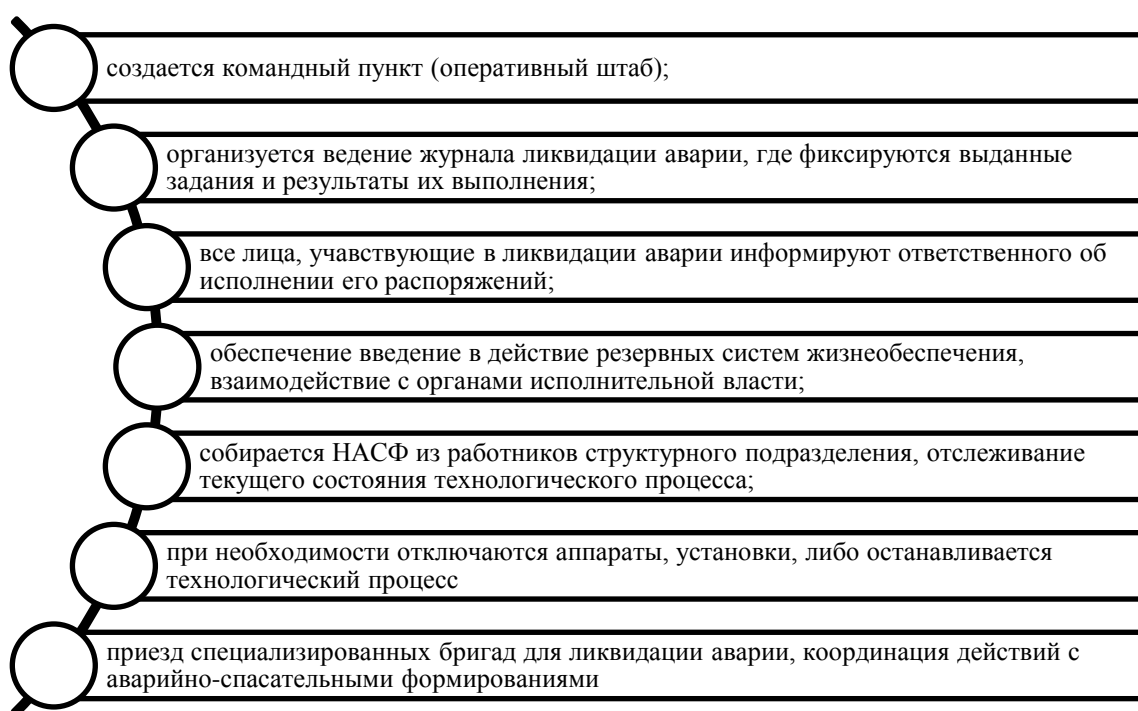 создается командный пункт (оперативный штаб);
организуется ведение журнала ликвидации аварии, где фиксируются выданные
задания и результаты их выполнения;
все лица, учавствующие в ликвидации аварии информируют ответственного об
исполнении его распоряжений;
обеспечение введение в действие резервных систем жизнеобеспечения,
взаимодействие с органами исполнительной власти;
собирается НАСФ из работников структурного подразделения, отслеживание
текущего состояния технологического процесса;
при необходимости отключаются аппараты, установки, либо останавливается
технологический процесс
приезд специализированных бригад для ликвидации аварии, координация действий с
аварийно-спасательными формированиями